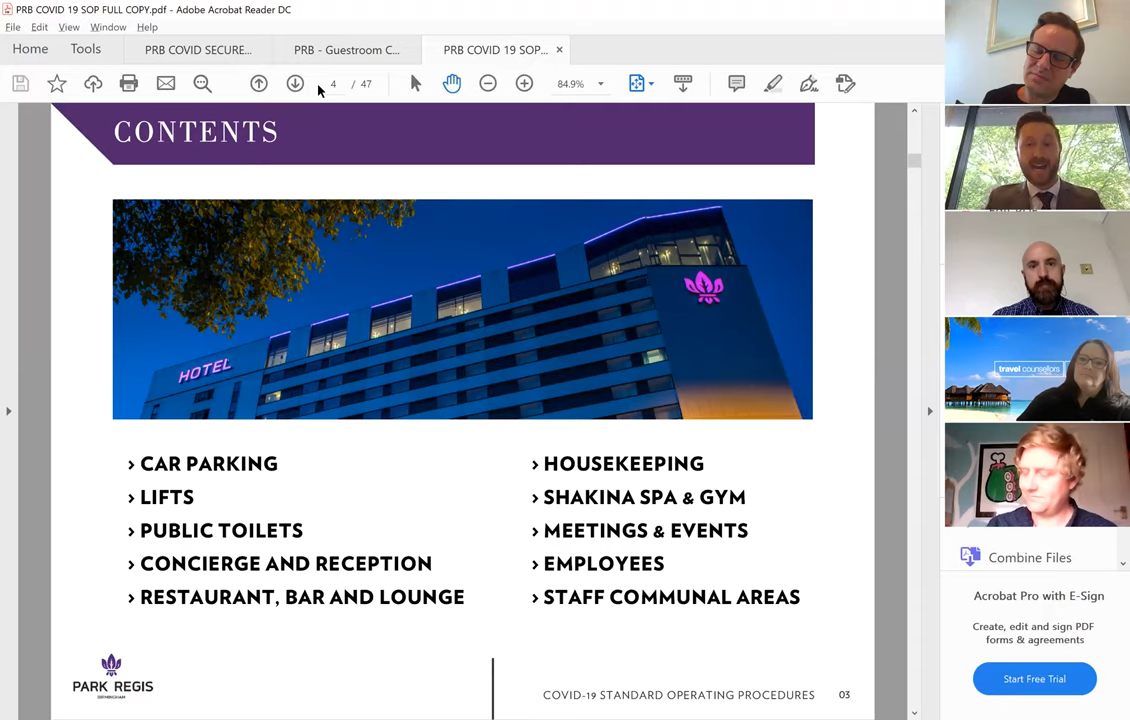 PRB COVID 19 SOP FULL COPY.pdf - Adobe Acrobat Reader DC
File Edit View Window Help
Home Tools PRB COVID SECURE... PRB - Guestroom C... PRB COVID 19 SOP... ×
4 / 47 84.9%
CONTENTS
HOTEL
› CAR PARKING
› LIFTS
› PUBLIC TOILETS
› CONCIERGE AND RECEPTION
› RESTAURANT, BAR AND LOUNGE
› HOUSEKEEPING
› SHAKINA SPA & GYM
› MEETINGS & EVENTS
› EMPLOYEES
› STAFF COMMUNAL AREAS
PARK REGIS
BIRMINGHAM
COVID-19 STANDARD OPERATING PROCEDURES 03
travel counsellors
Combine Files
Acrobat Pro with E-Sign
Create, edit and sign PDF
forms & agreements
Start Free Trial